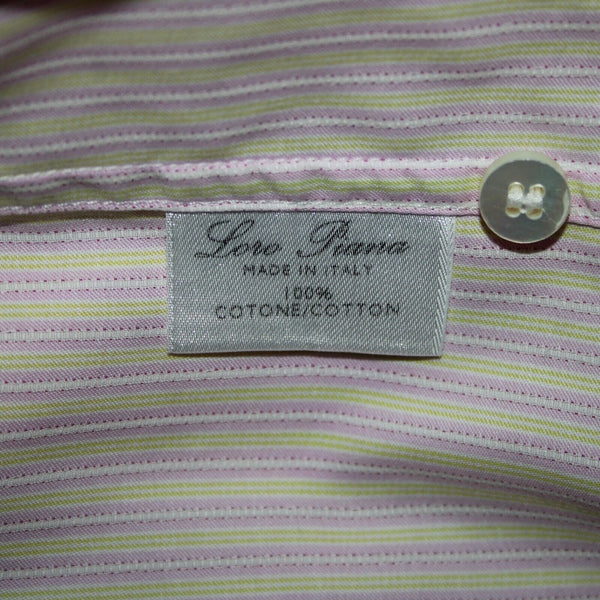 Loro Piana
MADE IN ITALY
100%
COTONE/COTTON